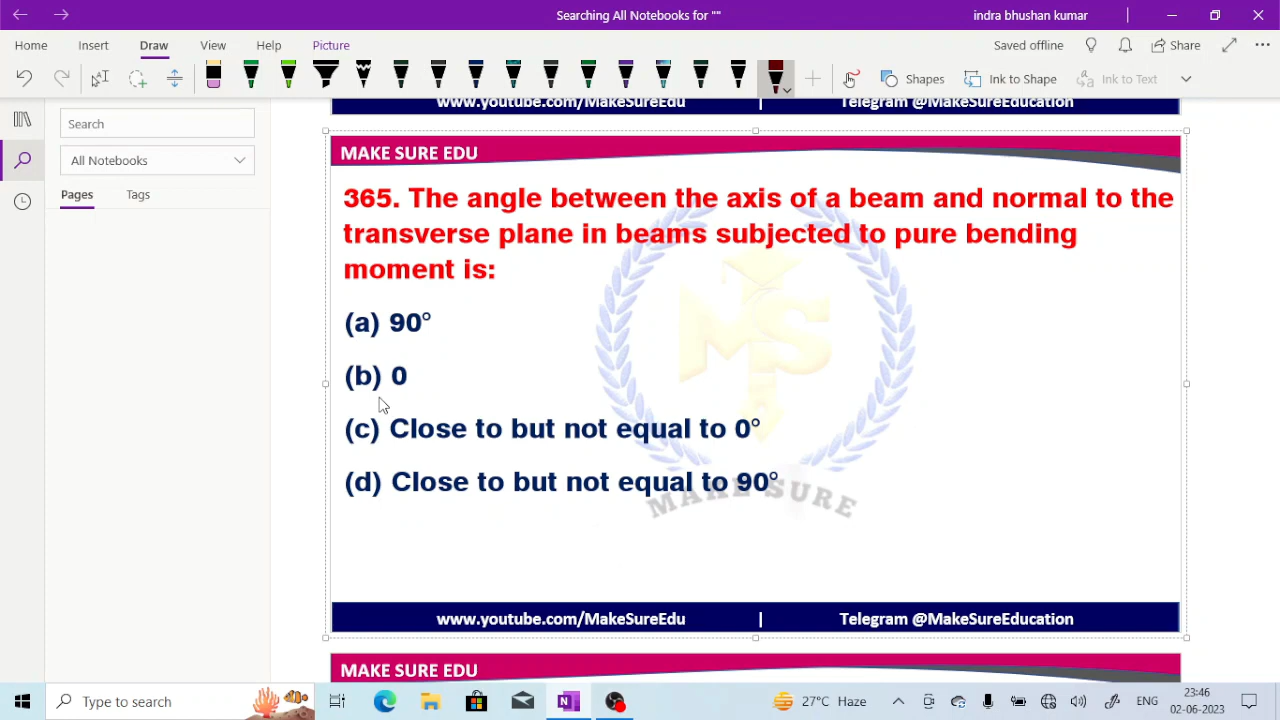 Searching All Notebooks for ""
indra bhushan kumar
Home Insert Draw View Help Picture
Saved offline
Share
Shapes
Ink to Shape
Ink to Text
www.youtube.com/MakeSureEdu | Telegram @MakeSureEducation
Search
All Notebooks
Pages Tags
MAKE SURE EDU
365. The angle between the axis of a beam and normal to the
transverse plane in beams subjected to pure bending
moment is:
(a) 90°
(b) 0
(c) Close to but not equal to 0°
(d) Close to but not equal to 90°
MSE
MAKE SURE
www.youtube.com/MakeSureEdu | Telegram @MakeSureEducation
MAKE SURE EDU
Type to search
N
27°C Haze
ENG
23:46
02-06-2023